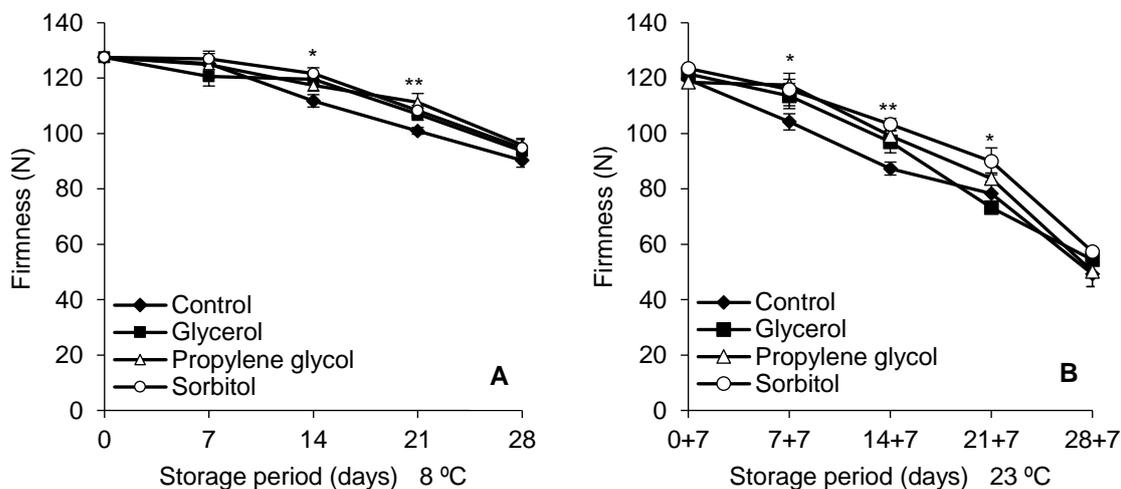 140
120
100
80
60
40
20
0
Firmness (N)
*
**
Control
Glycerol
Propylene glycol
Sorbitol
A
0 7 14 21 28
Storage period (days) 8 ºC
140
120
100
80
60
40
20
0
Firmness (N)
*
**
*
Control
Glycerol
Propylene glycol
Sorbitol
B
0+7 7+7 14+7 21+7 28+7
Storage period (days) 23 ºC